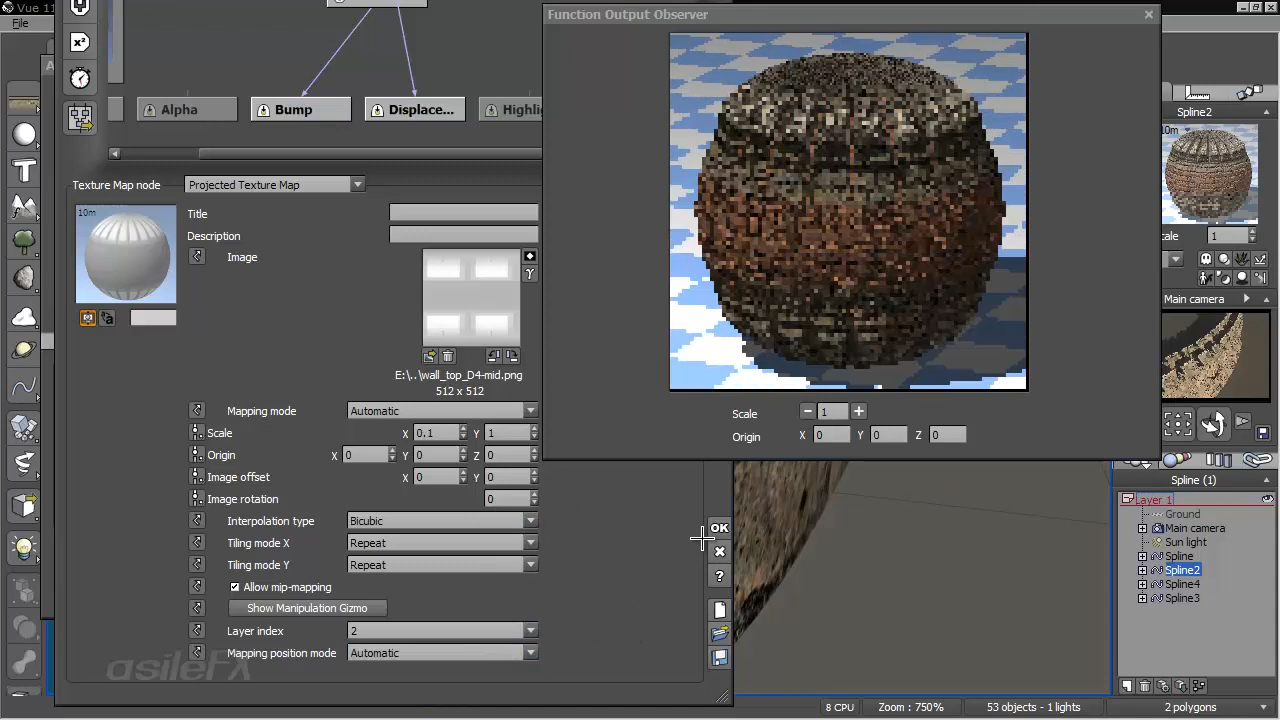 Vue 11
File
x²
Alpha
Bump
Displace...
Highli
Texture Map node
Projected Texture Map
10m
Title
Description
Image
E:\..\wall_top_D4-mid.png
512 x 512
Mapping mode
Automatic
Scale
X 0.1 Y 1
Origin
X 0 Y 0 Z 0
Image offset
X 0 Y 0
Image rotation
0
Interpolation type
Bicubic
Tiling mode X
Repeat
Tiling mode Y
Repeat
Allow mip-mapping
Show Manipulation Gizmo
Layer index
2
Mapping position mode
Automatic
asileFX
OK
?
Function Output Observer
Scale
1
Origin
X 0 Y 0 Z 0
Spline2
10m
cale
1
Main camera
Spline (1)
Layer 1
Ground
Main camera
Sun light
Spline
Spline2
Spline4
Spline3
8 CPU
Zoom : 750%
53 objects - 1 lights
2 polygons